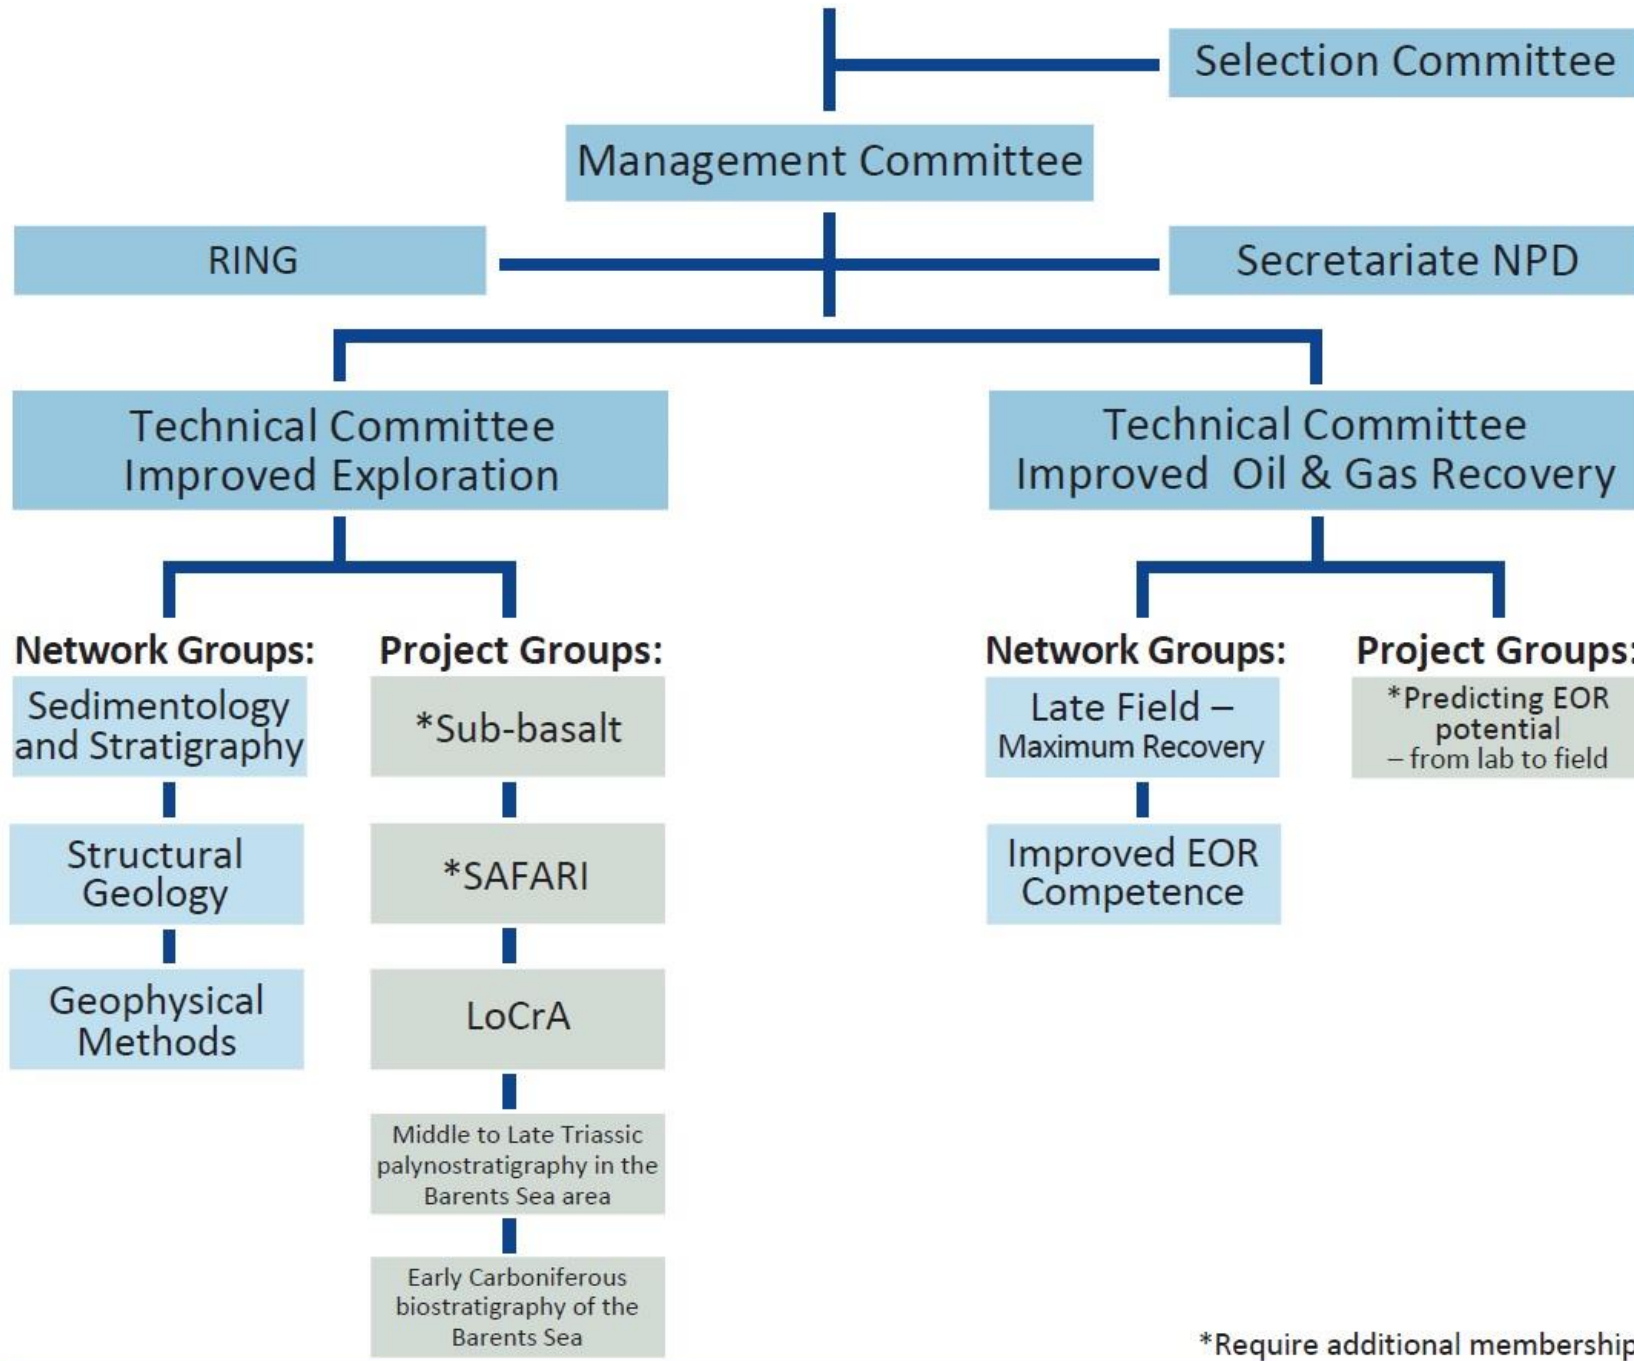 Selection Committee
Management Committee
RING
Secretariate NPD
Technical Committee
Improved Exploration
Technical Committee
Improved Oil & Gas Recovery
Network Groups:
Sedimentology
and Stratigraphy
Structural
Geology
Geophysical
Methods
Project Groups:
*Sub-basalt
*SAFARI
LoCrA
Middle to Late Triassic
palynostratigraphy in the
Barents Sea area
Early Carboniferous
biostratigraphy of the
Barents Sea
Network Groups:
Late Field –
Maximum Recovery
Improved EOR
Competence
Project Groups:
*Predicting EOR
potential
– from lab to field
*Require additional membership